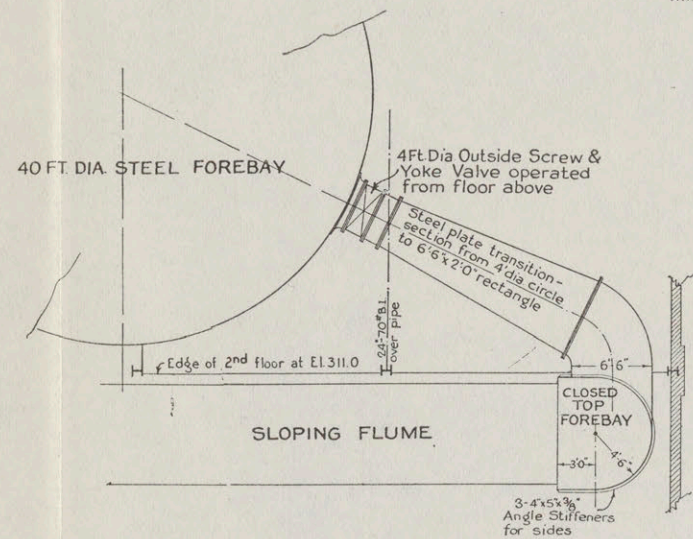 40 FT. DIA. STEEL FOREBAY
4Ft. Dia Outside Screw &
Yoke Valve operated
from floor above
Steel plate transition-
section from 4' dia circle
to 6'6" x 2'0" rectangle
24"-70# B.I.
over pipe
Edge of 2nd floor at El. 311.0
6'6"
CLOSED
TOP
FOREBAY
SLOPING FLUME
3'0"
4'6"
3-4"x5"x3/8"
Angle Stiffeners
for sides